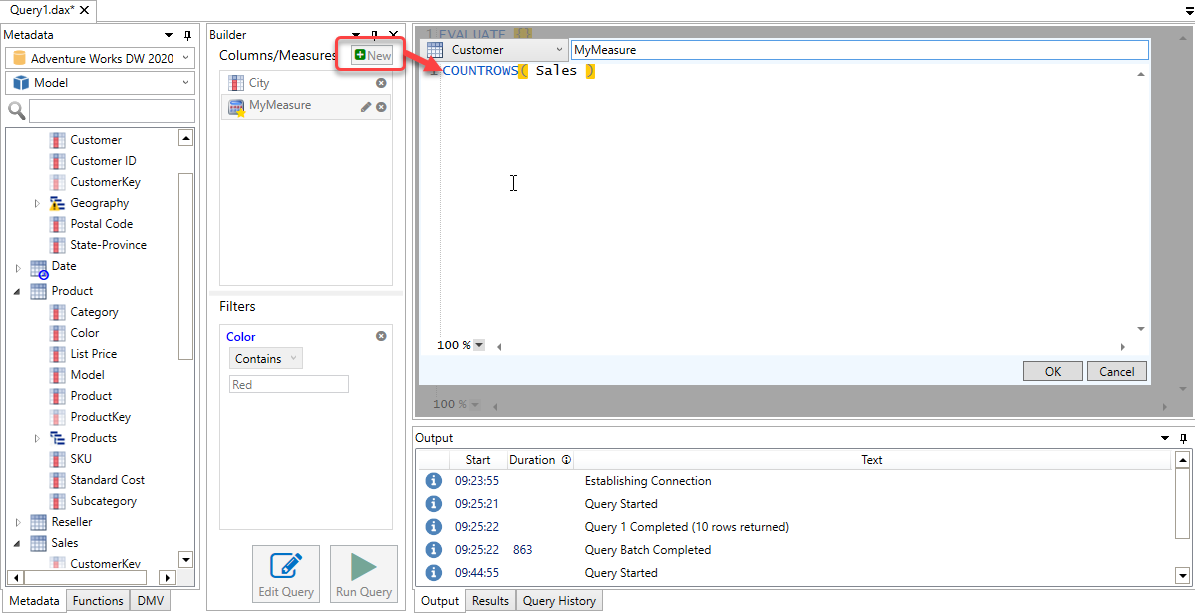 Query1.dax*
Metadata
Adventure Works DW 2020
Model
Customer
Customer ID
CustomerKey
Geography
Postal Code
State-Province
Date
Product
Category
Color
List Price
Model
Product
ProductKey
Products
SKU
Standard Cost
Subcategory
Reseller
Sales
CustomerKey
Metadata Functions DMV
Builder
Columns/Measures New
City
MyMeasure
Filters
Color
Contains
Red
Edit Query Run Query
1 EVALUATE {}
Customer MyMeasure
1 COUNTROWS( Sales )
100 %
OK Cancel
100 %
Output
Start Duration Text
09:23:55 Establishing Connection
09:25:21 Query Started
09:25:22 Query 1 Completed (10 rows returned)
09:25:22 863 Query Batch Completed
09:44:55 Query Started
Output Results Query History